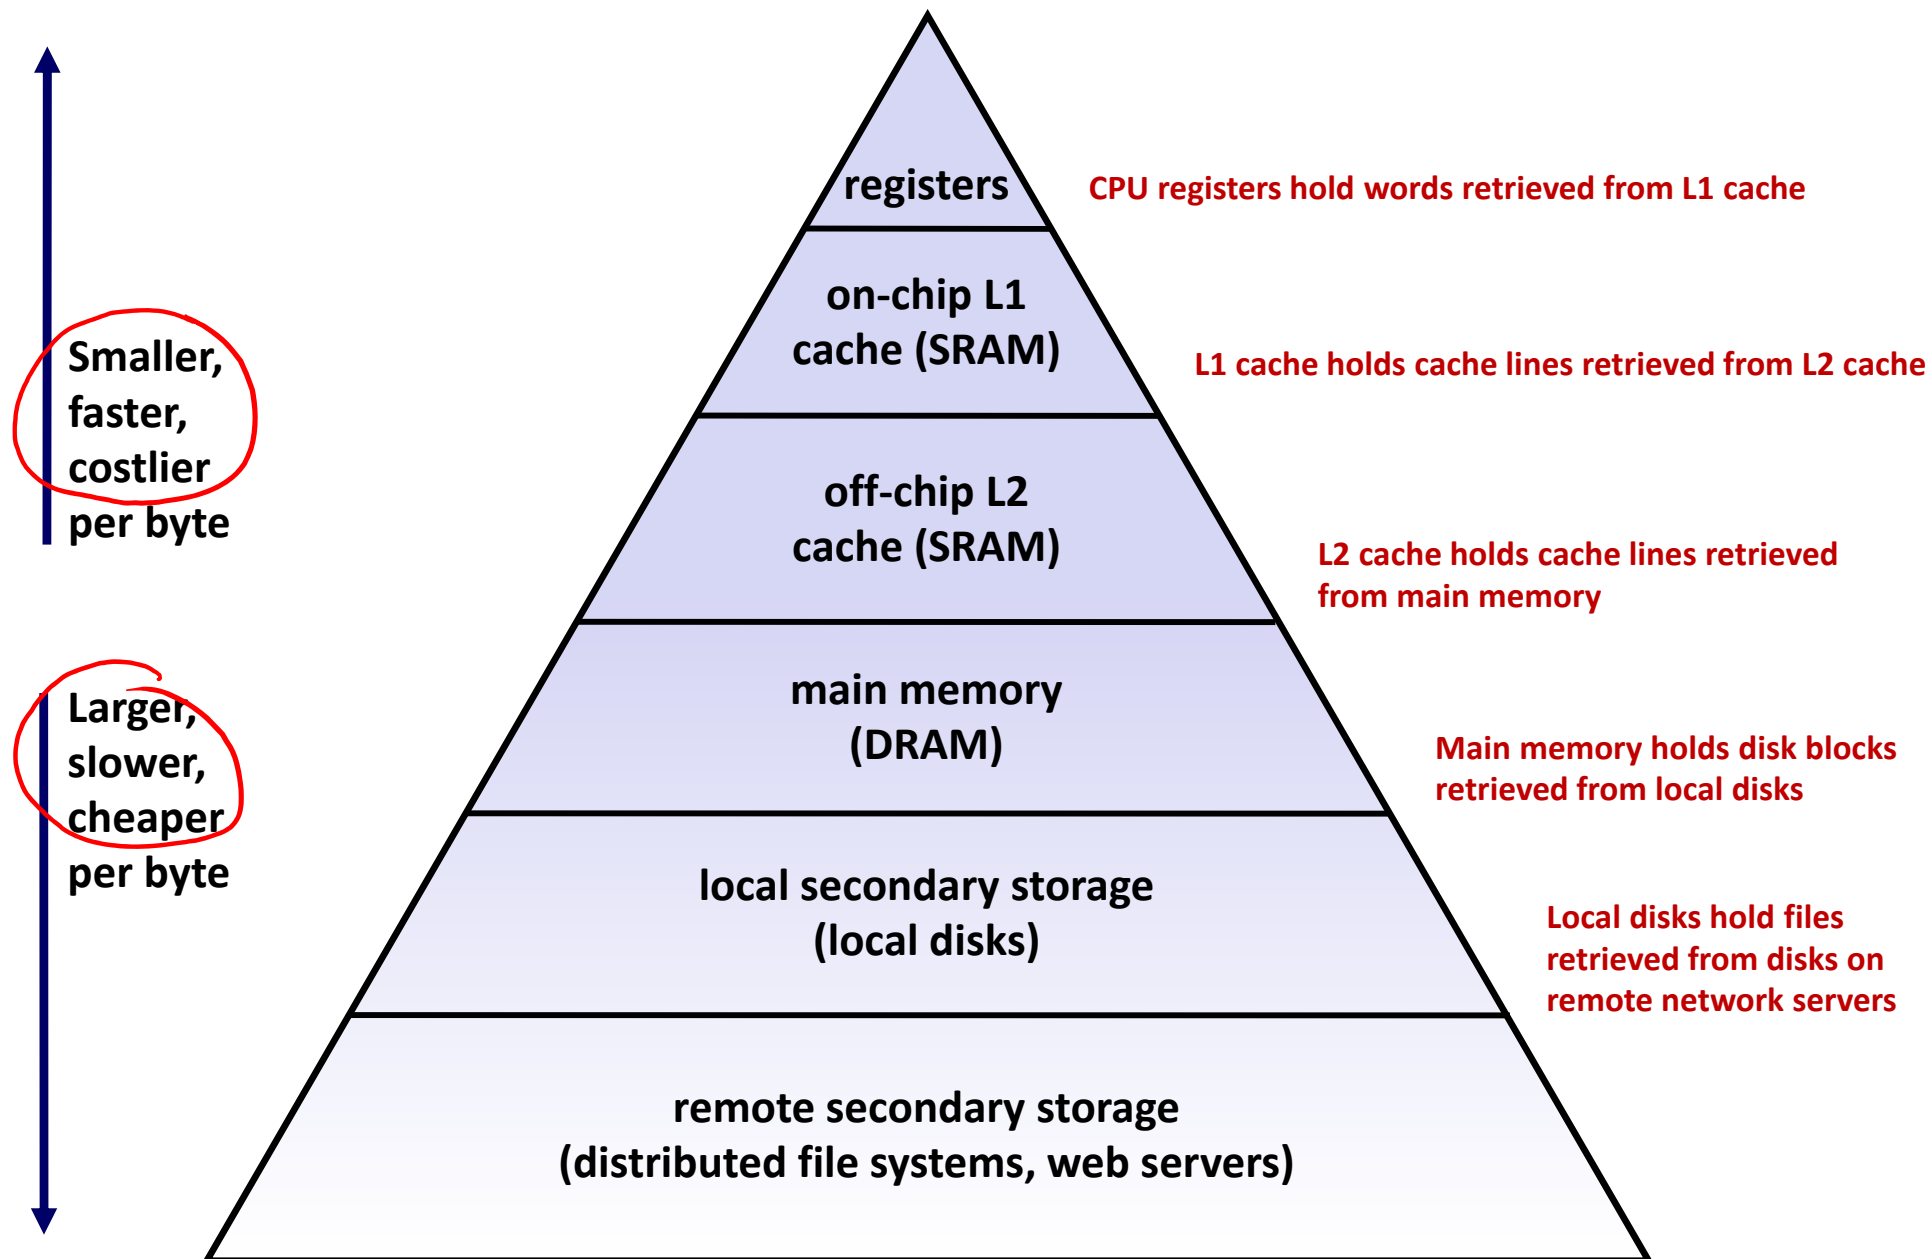 registers
CPU registers hold words retrieved from L1 cache
on-chip L1
cache (SRAM)
L1 cache holds cache lines retrieved from L2 cache
Smaller,
faster,
costlier
per byte
off-chip L2
cache (SRAM)
L2 cache holds cache lines retrieved
from main memory
Larger,
slower,
cheaper
per byte
main memory
(DRAM)
Main memory holds disk blocks
retrieved from local disks
local secondary storage
(local disks)
Local disks hold files
retrieved from disks on
remote network servers
remote secondary storage
(distributed file systems, web servers)